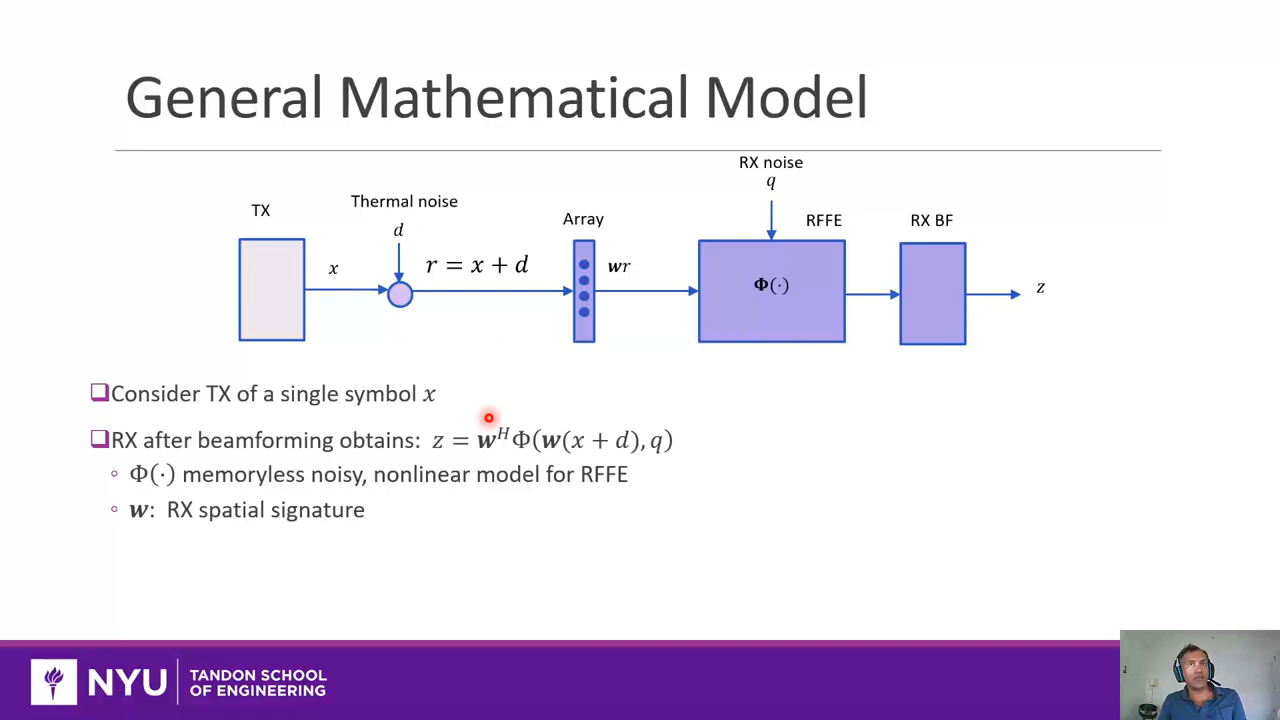 General Mathematical Model
RX noise
q
Thermal noise
d
TX
Array
RFFE
RX BF
x
r = x + d
wr
Φ(·)
z
❑Consider TX of a single symbol x
❑RX after beamforming obtains: z = w^H Φ(w(x + d), q)
◦ Φ(·) memoryless noisy, nonlinear model for RFFE
◦ w: RX spatial signature
NYU
TANDON SCHOOL
OF ENGINEERING